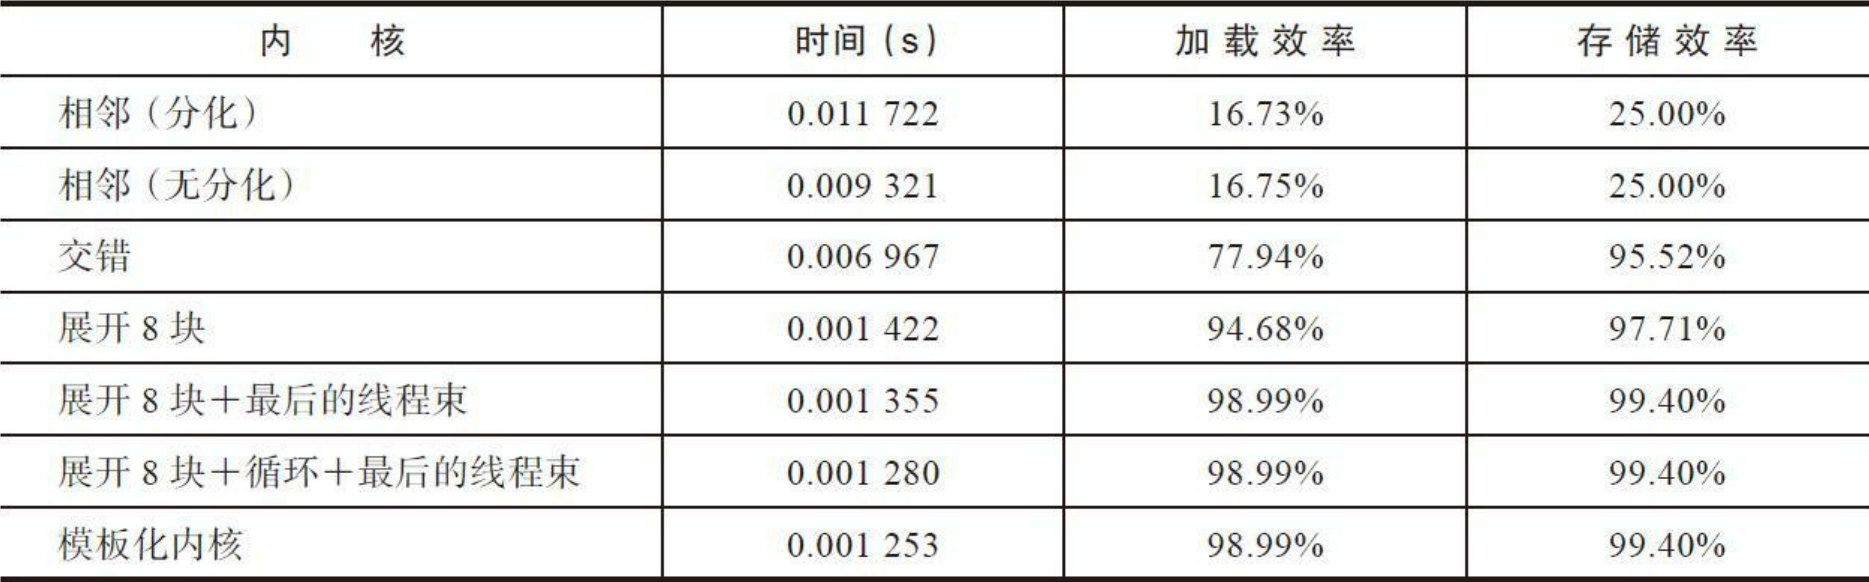 内 核 时间（s） 加载效率 存储效率
相邻（分化） 0.011 722 16.73% 25.00%
相邻（无分化） 0.009 321 16.75% 25.00%
交错 0.006 967 77.94% 95.52%
展开 8 块 0.001 422 94.68% 97.71%
展开 8 块＋最后的线程束 0.001 355 98.99% 99.40%
展开 8 块＋循环＋最后的线程束 0.001 280 98.99% 99.40%
模板化内核 0.001 253 98.99% 99.40%